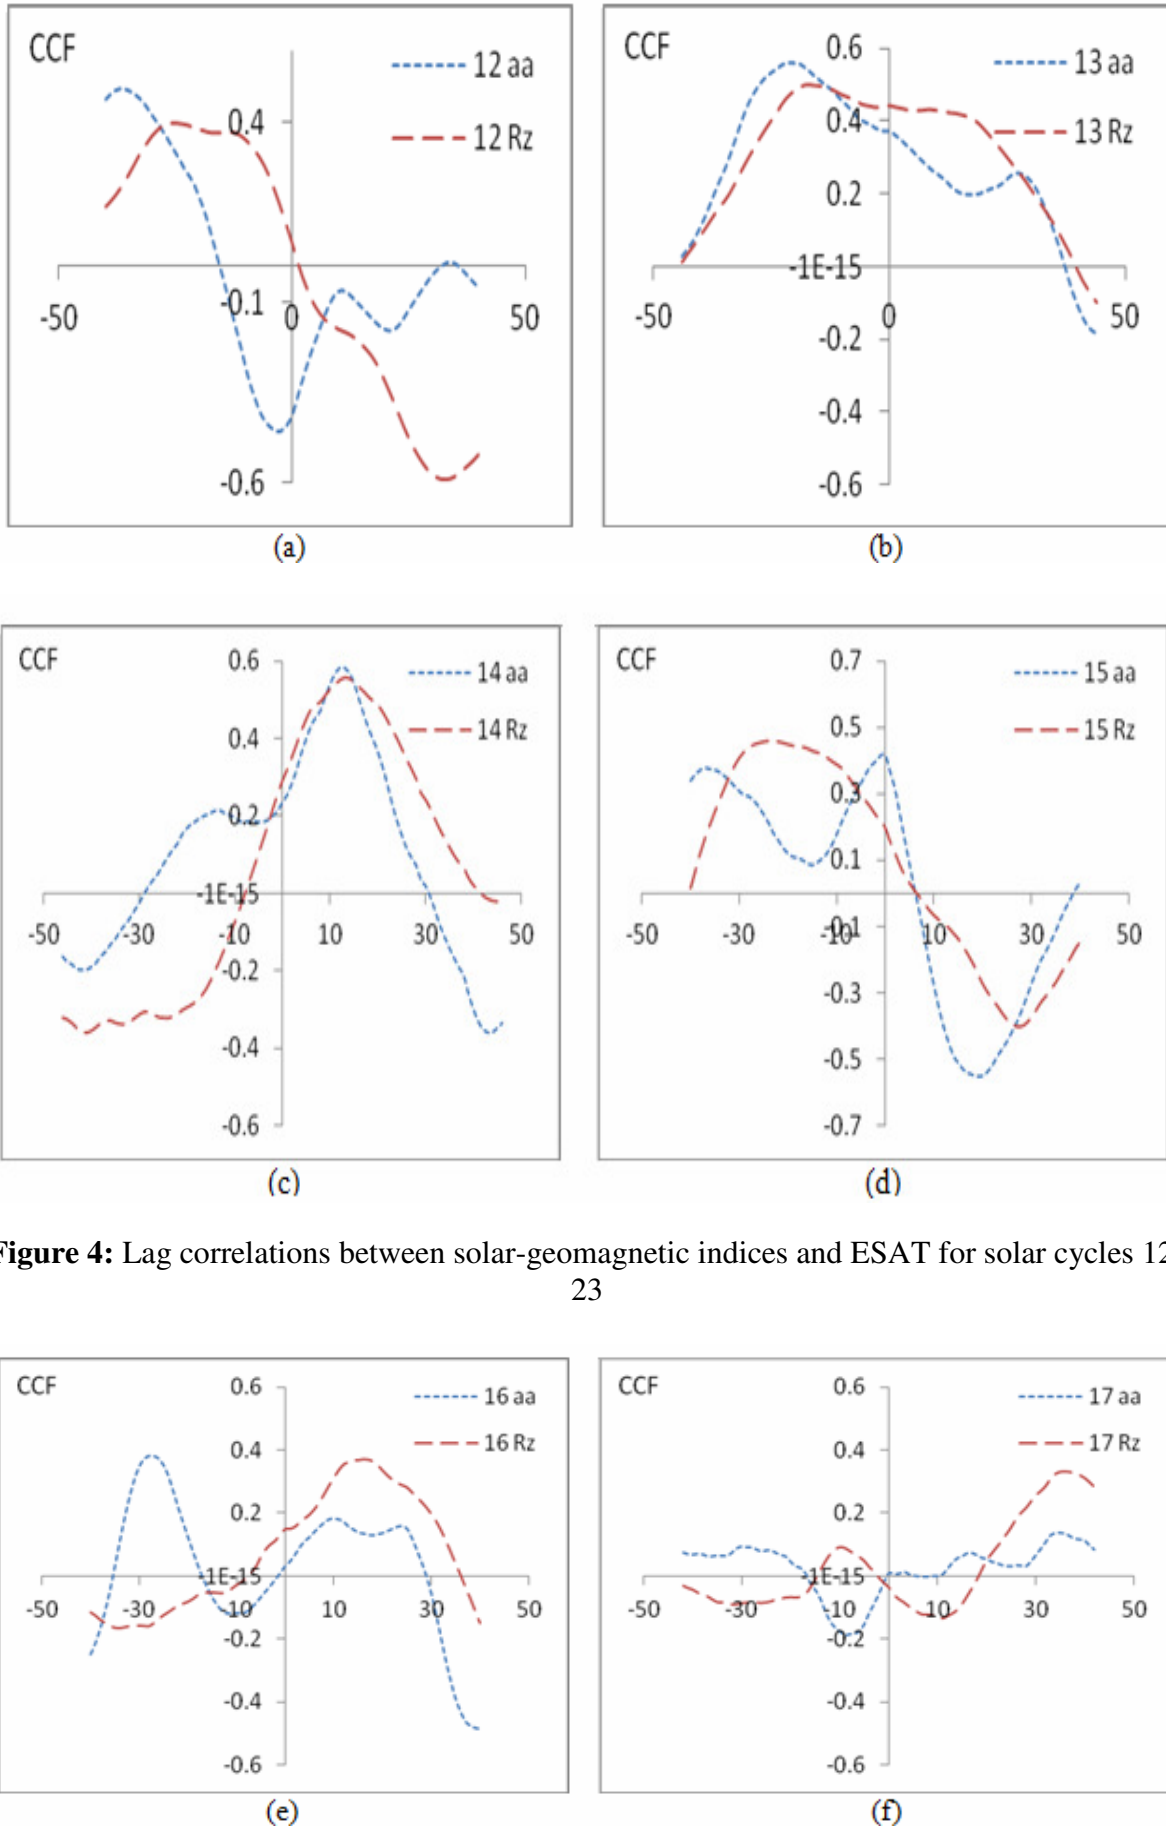 CCF
12 aa
0.4
12 Rz
-0.1
-50
0
50
-0.6
(a)
CCF
0.6
13 aa
0.4
13 Rz
0.2
-1E-15
-50
0
50
-0.2
-0.4
-0.6
(b)
CCF
0.6
14 aa
0.4
14 Rz
0.2
-1E-15
-50
-30
-10
10
30
50
-0.2
-0.4
-0.6
(c)
CCF
0.7
15 aa
0.5
15 Rz
0.3
0.1
-0.1
-50
-30
-10
10
30
50
-0.3
-0.5
-0.7
(d)
Figure 4: Lag correlations between solar-geomagnetic indices and ESAT for solar cycles 12
23
CCF
0.6
16 aa
0.4
16 Rz
0.2
-1E-15
-50
-30
-10
10
30
50
-0.2
-0.4
-0.6
(e)
CCF
0.6
17 aa
0.4
17 Rz
0.2
-1E-15
-50
-30
-10
10
30
50
-0.2
-0.4
-0.6
(f)